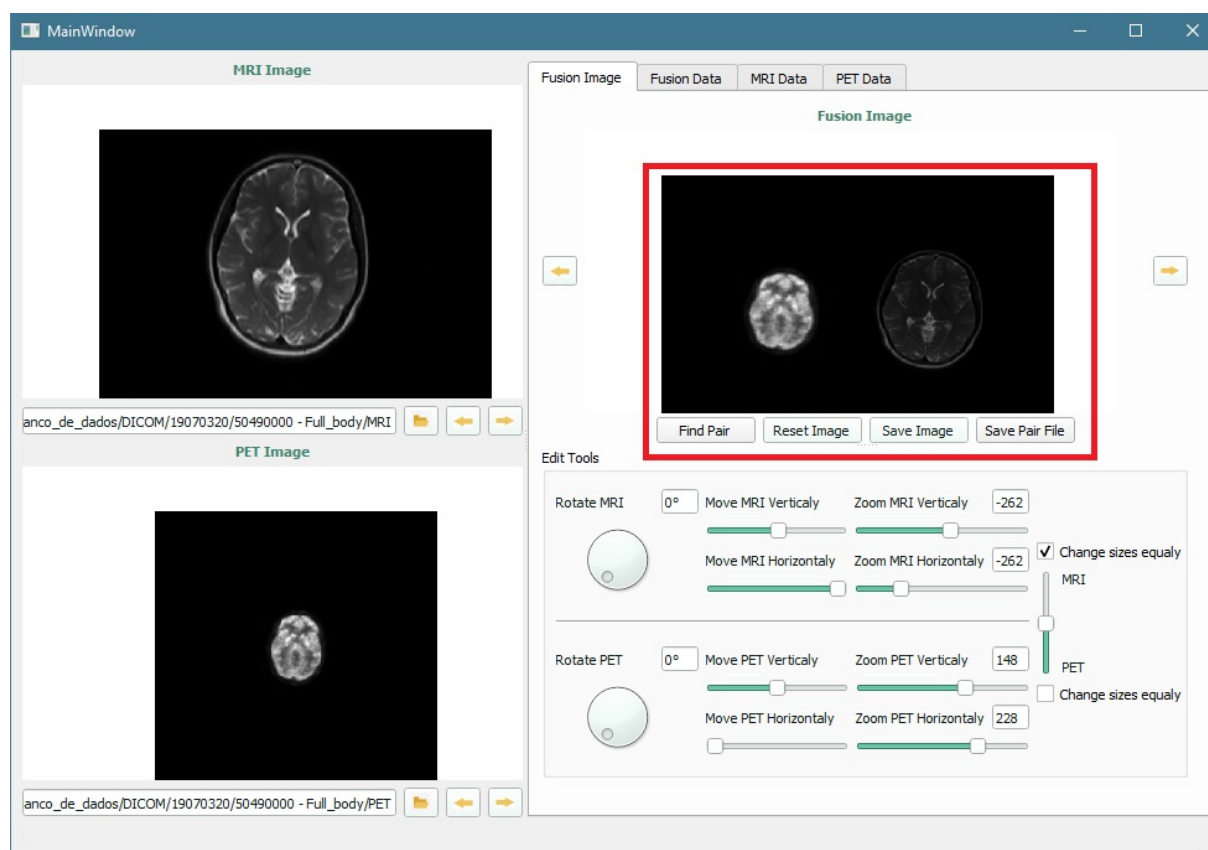 MainWindow
MRI Image
anco_de_dados/DICOM/19070320/50490000 - Full_body/MRI
PET Image
anco_de_dados/DICOM/19070320/50490000 - Full_body/PET
Fusion Image
Fusion Data
MRI Data
PET Data
Fusion Image
Find Pair
Reset Image
Save Image
Save Pair File
Edit Tools
Rotate MRI
0°
Move MRI Verticaly
Zoom MRI Verticaly
-262
Move MRI Horizontaly
Zoom MRI Horizontaly
-262
Change sizes equaly
MRI
Rotate PET
0°
Move PET Verticaly
Zoom PET Verticaly
148
PET
Change sizes equaly
Move PET Horizontaly
Zoom PET Horizontaly
228